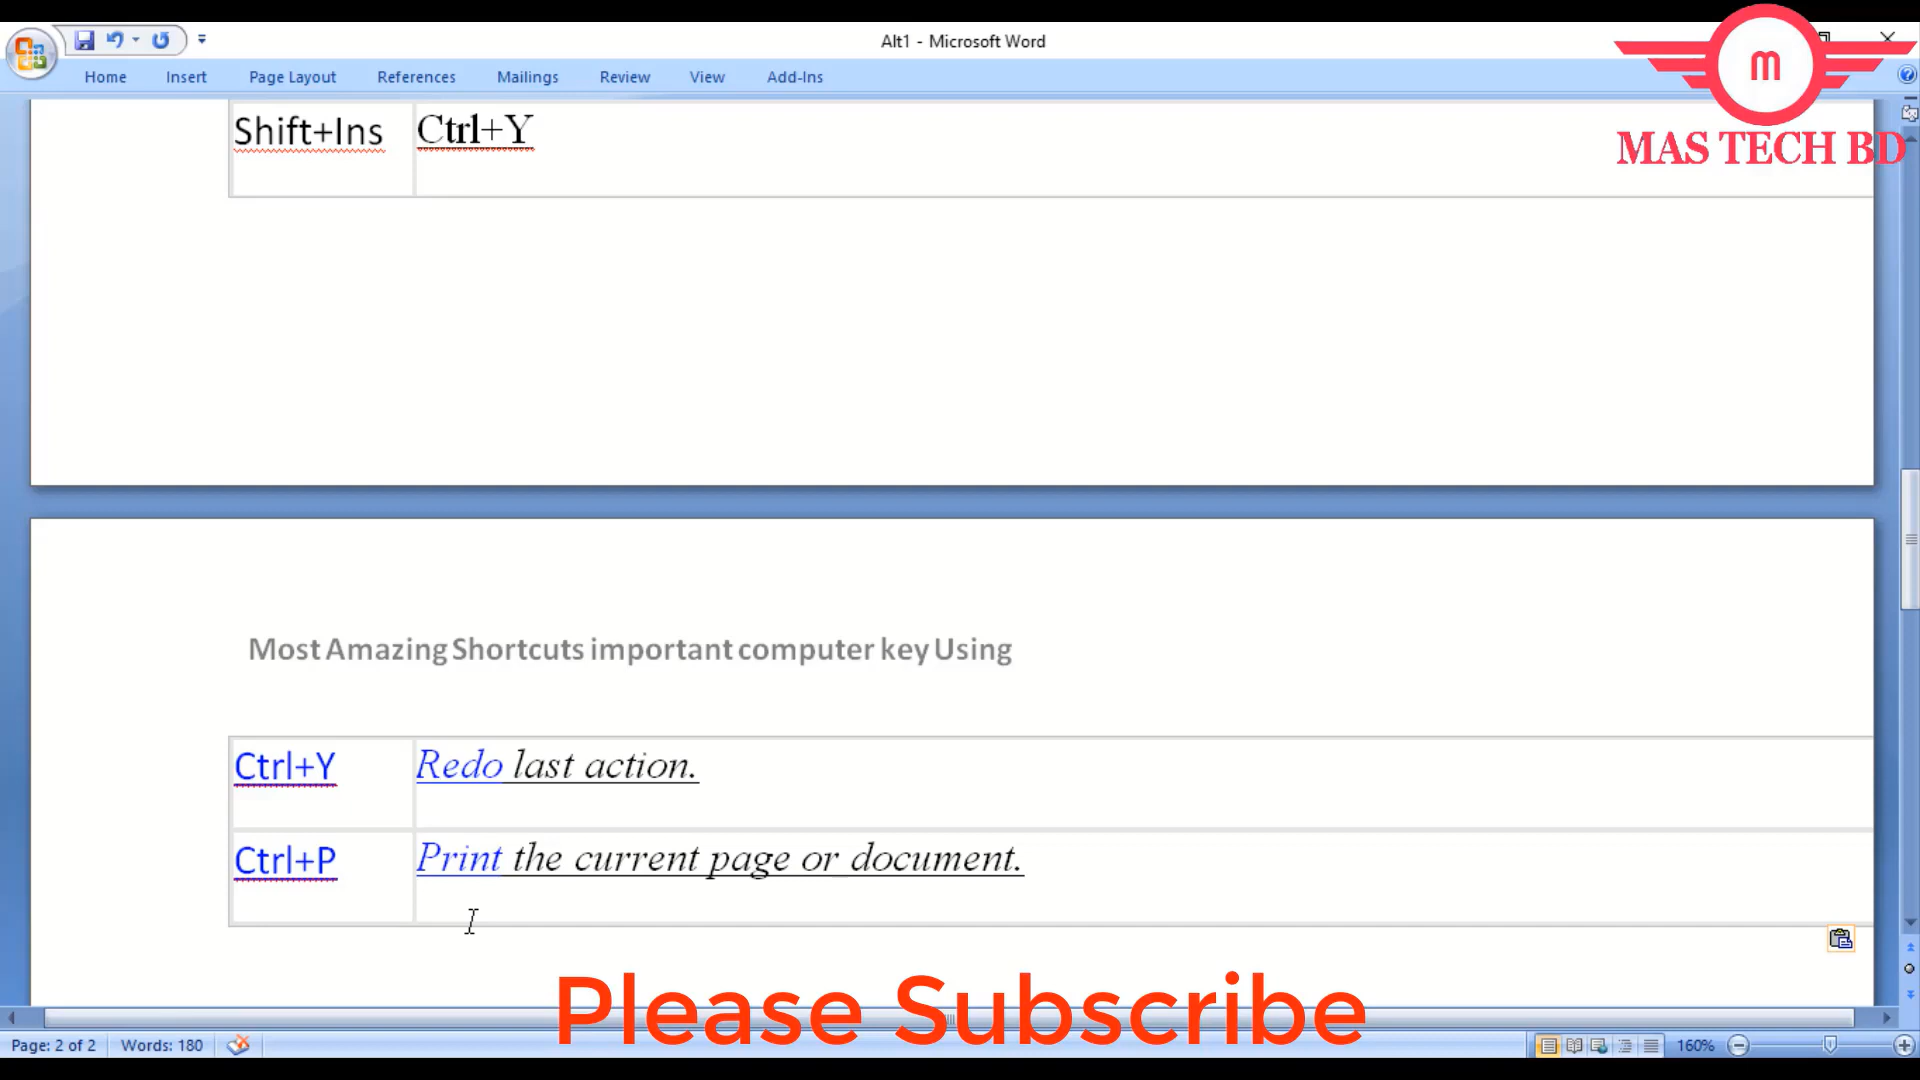 Alt1 - Microsoft Word
Home Insert Page Layout References Mailings Review View Add-Ins
m
MAS TECH BD
Shift+Ins Ctrl+Y
Most Amazing Shortcuts important computer key Using
Ctrl+Y Redo last action.
Ctrl+P Print the current page or document.
Please Subscribe
Page: 2 of 2 Words: 180 160%